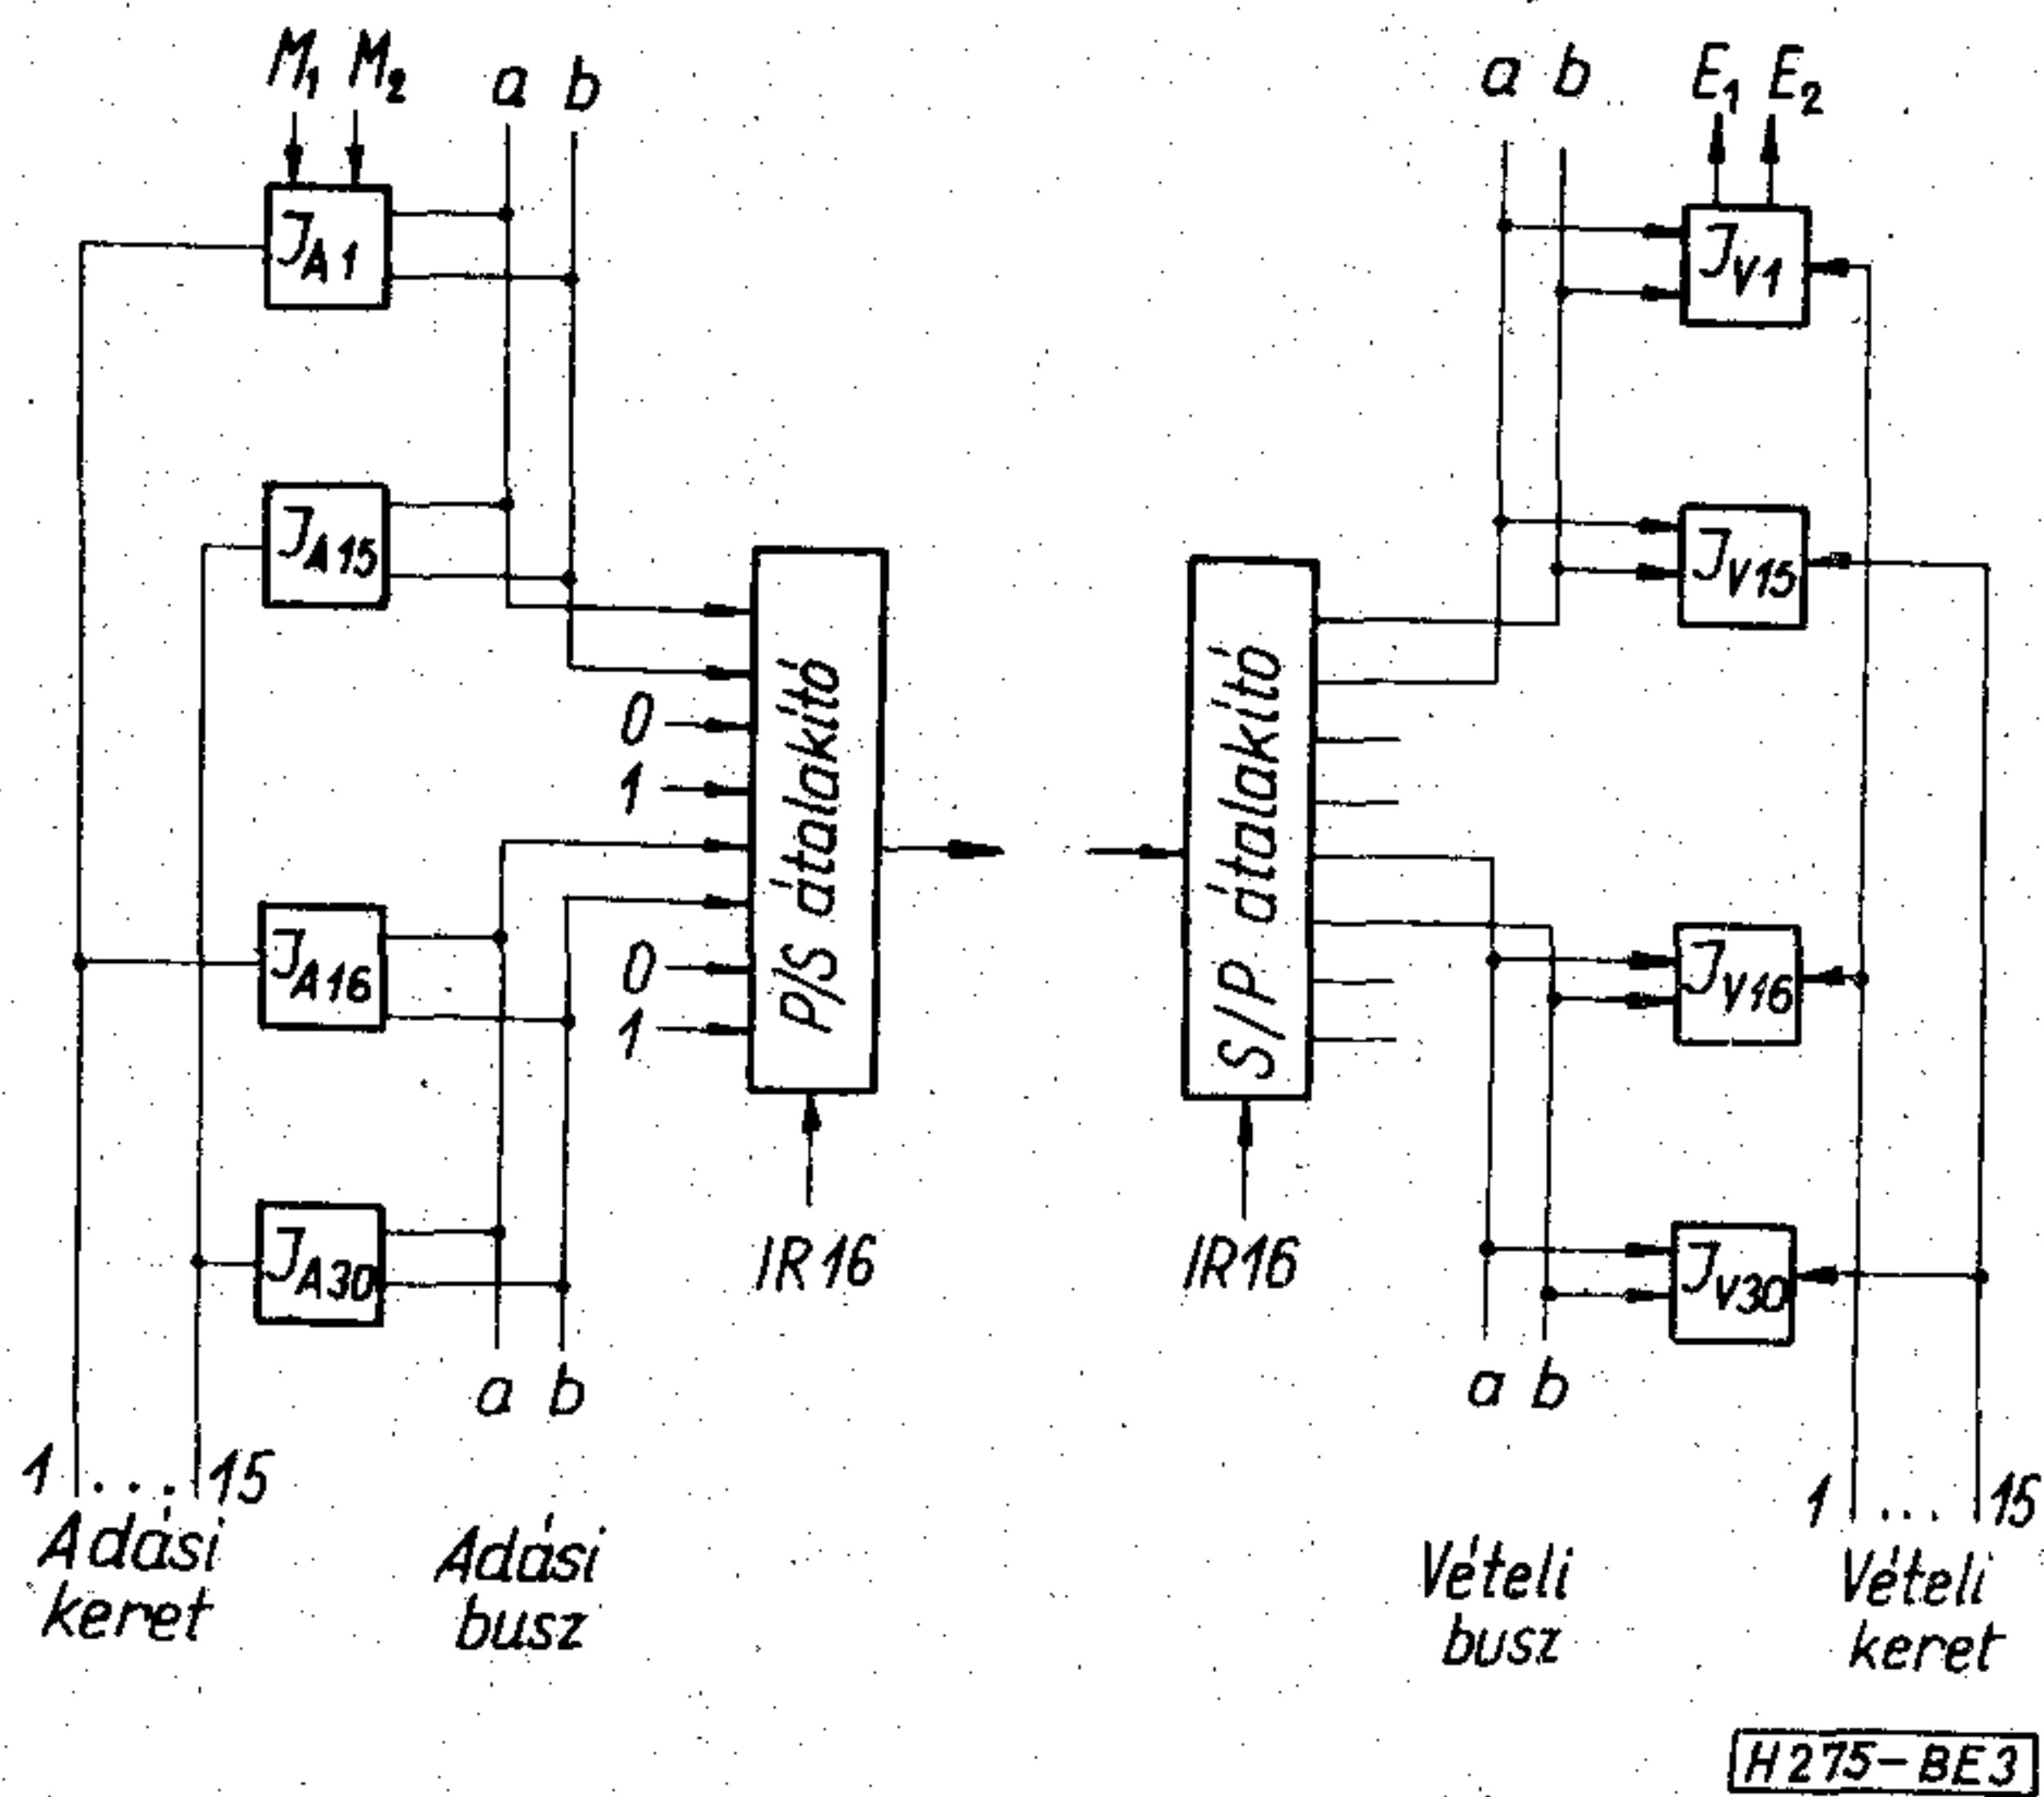 M1 M2 a b
a b E1 E2
JA1
JV1
JA15
JV15
P/S átalakító
S/P átalakító
0
1
0
1
JA16
JV16
JA30
JV30
IR16
IR16
a b
a b
1 ... 15
Adási
keret
Adási
busz
Vételi
busz
1 ... 15
Vételi
keret
H275-BE3